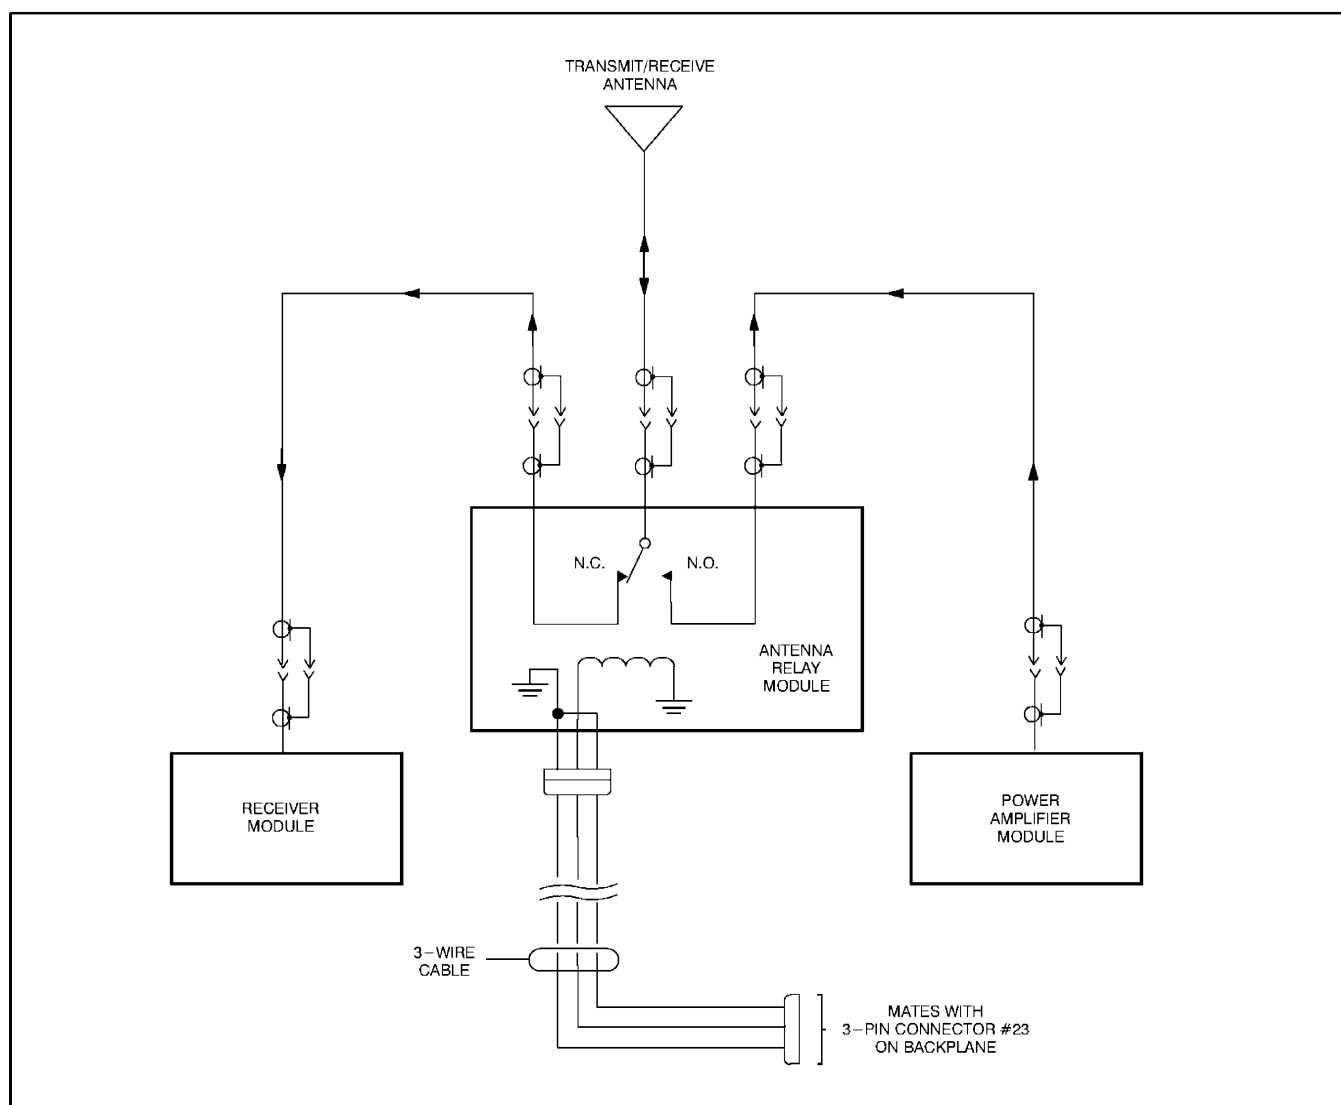 TRANSMIT/RECEIVE
ANTENNA
N.C.
N.O.
ANTENNA
RELAY
MODULE
RECEIVER
MODULE
POWER
AMPLIFIER
MODULE
3-WIRE
CABLE
MATES WITH
3-PIN CONNECTOR #23
ON BACKPLANE